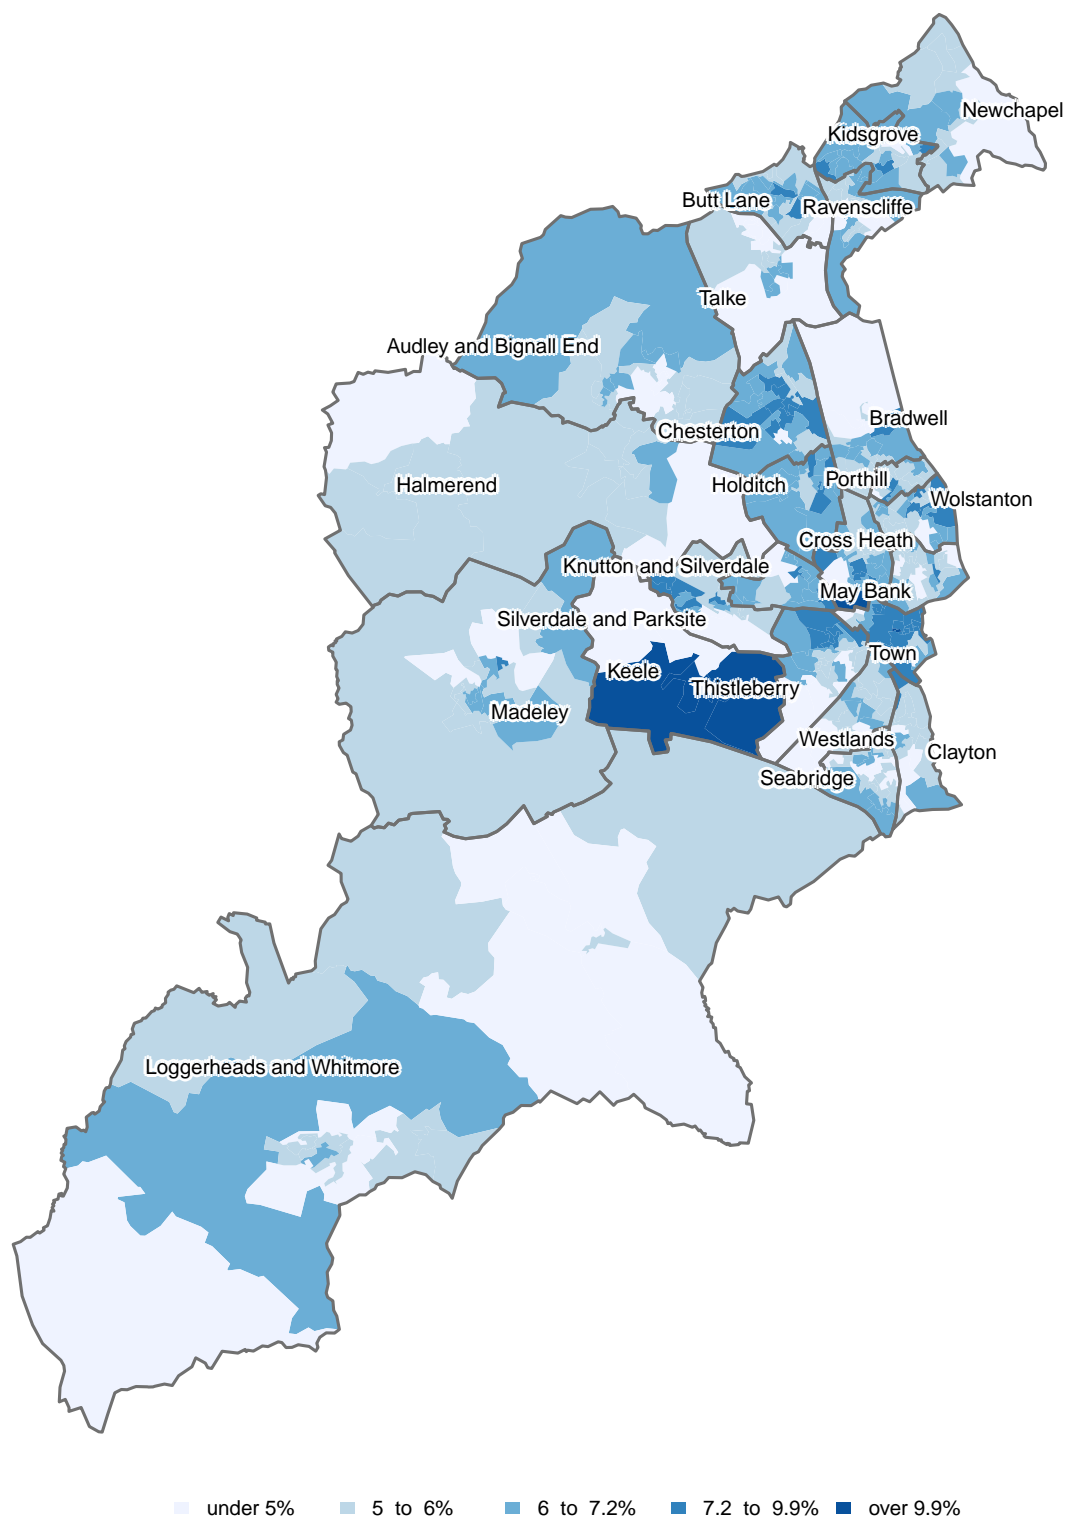 Newchapel
Kidsgrove
Butt Lane
Ravenscliffe
Talke
Audley and Bignall End
Bradwell
Chesterton
Halmerend
Holditch
Porthill
Wolstanton
Cross Heath
Knutton and Silverdale
May Bank
Silverdale and Parksite
Town
Keele
Thistleberry
Madeley
Westlands
Clayton
Seabridge
Loggerheads and Whitmore
under 5% 5 to 6% 6 to 7.2% 7.2 to 9.9% over 9.9%